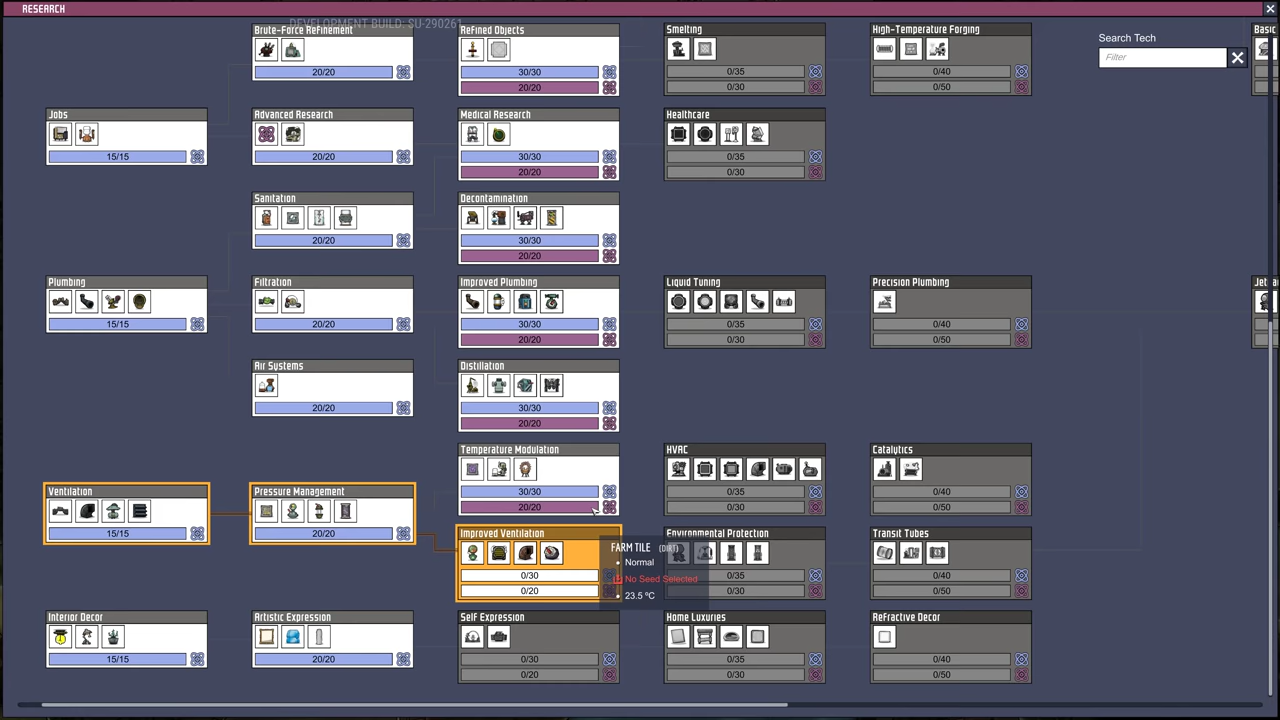 RESEARCH
DEVELOPMENT BUILD: SU-290261
Search Tech
Filter
Brute-Force Refinement
20/20
Refined Objects
30/30
20/20
Smelting
0/35
0/30
High-Temperature Forging
0/40
0/50
Basic
Jobs
15/15
Advanced Research
20/20
Medical Research
30/30
20/20
Healthcare
0/35
0/30
Sanitation
20/20
Decontamination
30/30
20/20
Plumbing
15/15
Filtration
20/20
Improved Plumbing
30/30
20/20
Liquid Tuning
0/35
0/30
Precision Plumbing
0/40
0/50
Air Systems
20/20
Distillation
30/30
20/20
Temperature Modulation
30/30
20/20
HVAC
0/35
0/30
Catalytics
0/40
0/50
Ventilation
15/15
Pressure Management
20/20
Improved Ventilation
0/30
0/20
Environmental Protection
0/35
0/30
Transit Tubes
0/40
0/50
FARM TILE (DIRT)
• Normal
No Seed Selected
• 23.5 ºC
Interior Decor
15/15
Artistic Expression
20/20
Self Expression
0/30
0/20
Home Luxuries
0/35
0/30
Refractive Decor
0/40
0/50